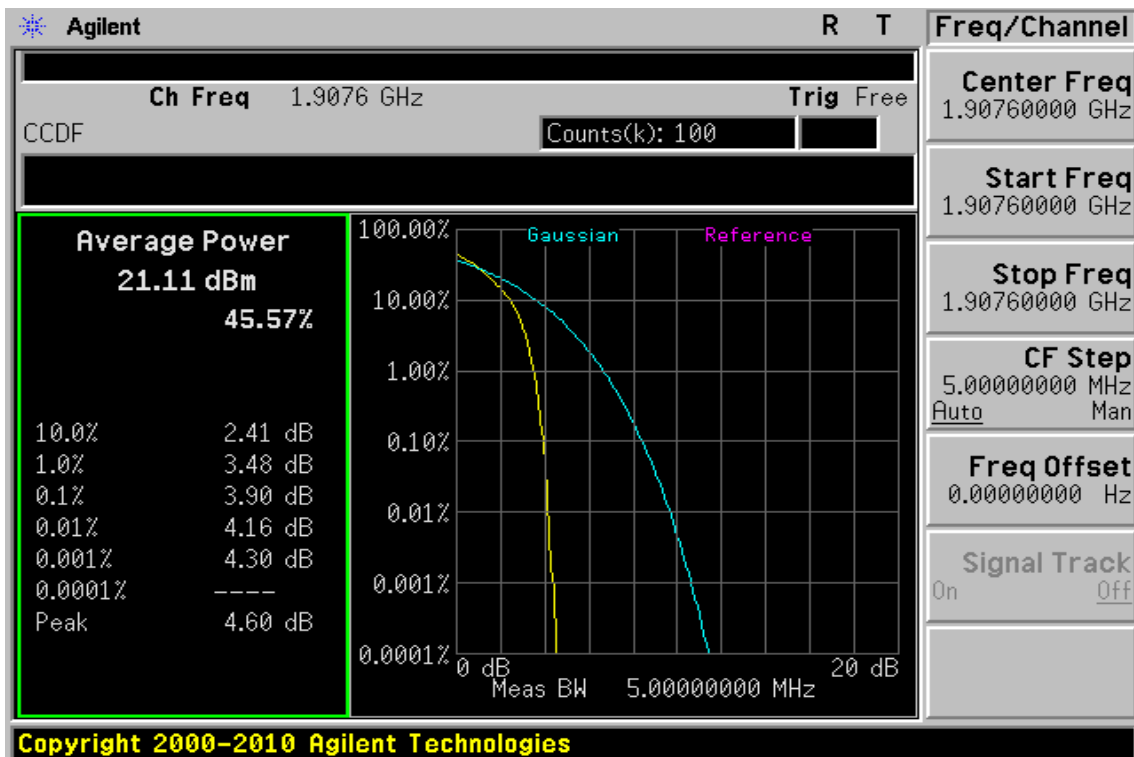 Agilent R T Freq/Channel
Ch Freq 1.9076 GHz Trig Free
CCDF Counts(k): 100
Average Power
21.11 dBm
45.57%
10.0% 2.41 dB
1.0% 3.48 dB
0.1% 3.90 dB
0.01% 4.16 dB
0.001% 4.30 dB
0.0001% ----
Peak 4.60 dB
Gaussian Reference
100.00%
10.00%
1.00%
0.10%
0.01%
0.001%
0.0001%
0 dB 20 dB
Meas BW 5.00000000 MHz
Center Freq
1.90760000 GHz
Start Freq
1.90760000 GHz
Stop Freq
1.90760000 GHz
CF Step
5.00000000 MHz
Auto Man
Freq Offset
0.00000000 Hz
Signal Track
On Off
Copyright 2000-2010 Agilent Technologies